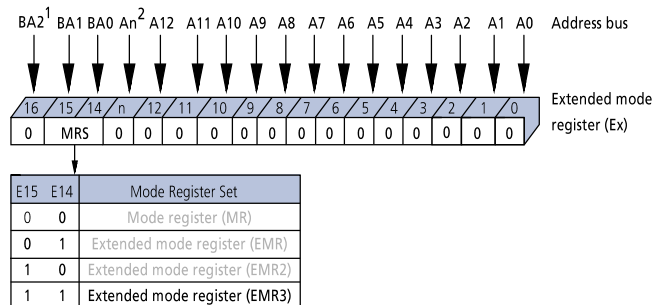 BA2¹ BA1 BA0 An² A12 A11 A10 A9 A8 A7 A6 A5 A4 A3 A2 A1 A0 Address bus
16 15 14 n 12 11 10 9 8 7 6 5 4 3 2 1 0 Extended mode
register (Ex)
0 MRS 0 0 0 0 0 0 0 0 0 0 0 0 0 0
E15 E14 Mode Register Set
0 0 Mode register (MR)
0 1 Extended mode register (EMR)
1 0 Extended mode register (EMR2)
1 1 Extended mode register (EMR3)